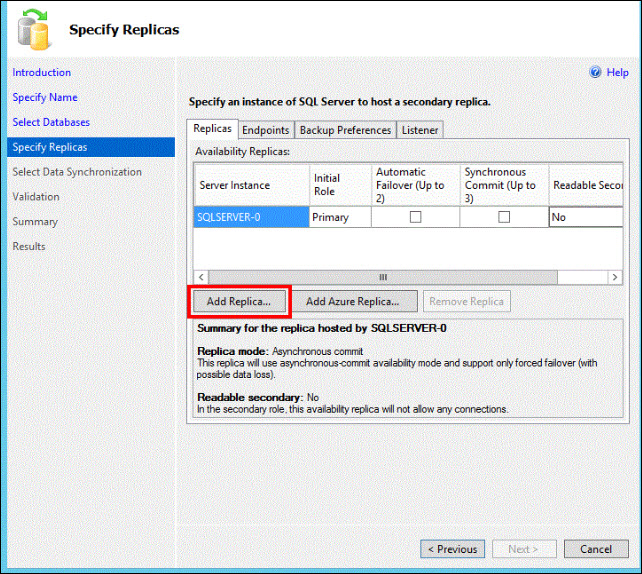 Specify Replicas
Introduction
Specify Name
Select Databases
Specify Replicas
Select Data Synchronization
Validation
Summary
Results
Help
Specify an instance of SQL Server to host a secondary replica.
Replicas Endpoints Backup Preferences Listener
Availability Replicas:
Server Instance
Initial
Role
Automatic
Failover (Up to
2)
Synchronous
Commit (Up to
3)
Readable Secor
SQLSERVER-0 Primary No
Add Replica... Add Azure Replica... Remove Replica
Summary for the replica hosted by SQLSERVER-0
Replica mode: Asynchronous commit
This replica will use asynchronous-commit availability mode and support only forced failover (with
possible data loss).
Readable secondary: No
In the secondary role, this availability replica will not allow any connections.
< Previous Next > Cancel